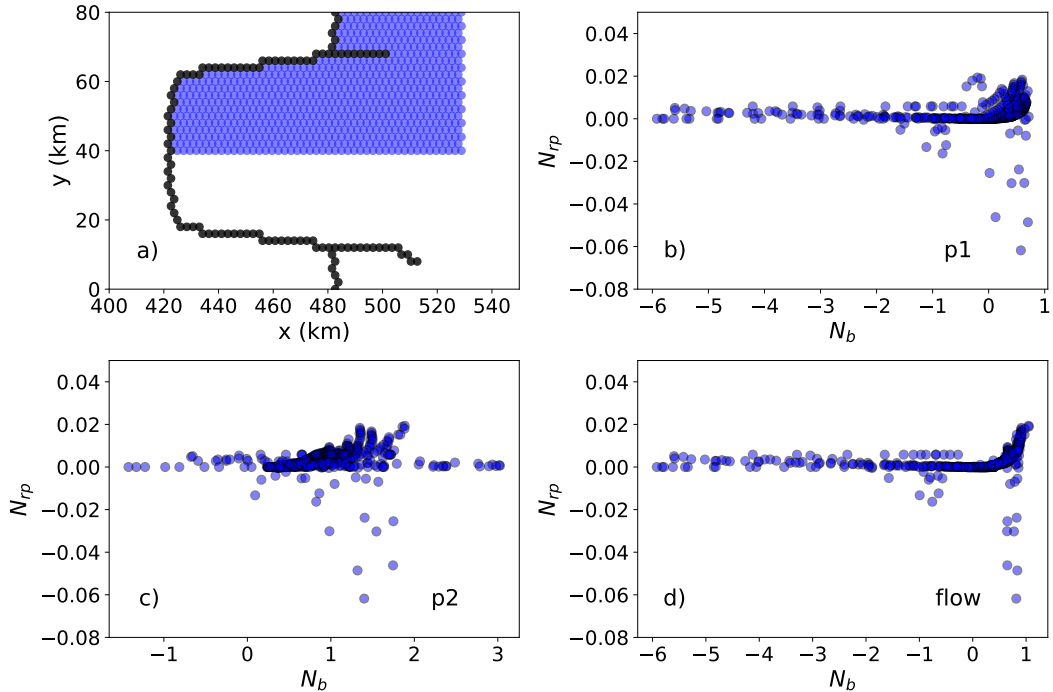 80
60
40
20
0
y (km)
a)
400 420 440 460 480 500 520 540
x (km)
0.04
0.02
0.00
−0.02
−0.04
−0.06
−0.08
N_rp
b)
p1
−6 −5 −4 −3 −2 −1 0 1
N_b
0.04
0.02
0.00
−0.02
−0.04
−0.06
−0.08
N_rp
c)
p2
−1 0 1 2 3
N_b
0.04
0.02
0.00
−0.02
−0.04
−0.06
−0.08
N_rp
d)
flow
−6 −5 −4 −3 −2 −1 0 1
N_b